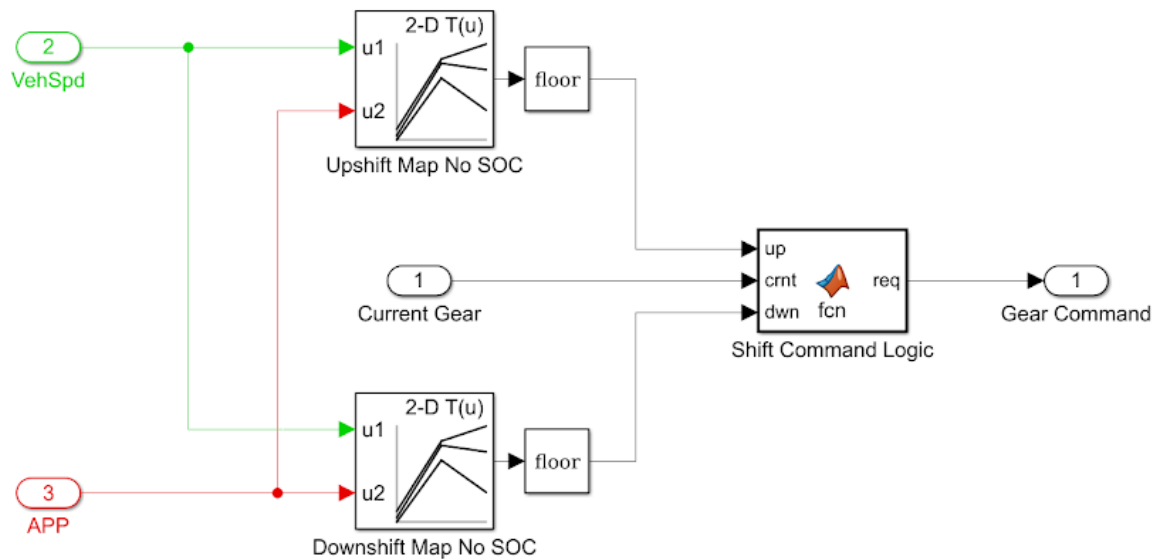 2
VehSpd
2-D T(u)
u1
u2
Upshift Map No SOC
floor
1
Current Gear
up
crnt
dwn
fcn
req
Shift Command Logic
1
Gear Command
2-D T(u)
u1
u2
Downshift Map No SOC
floor
3
APP